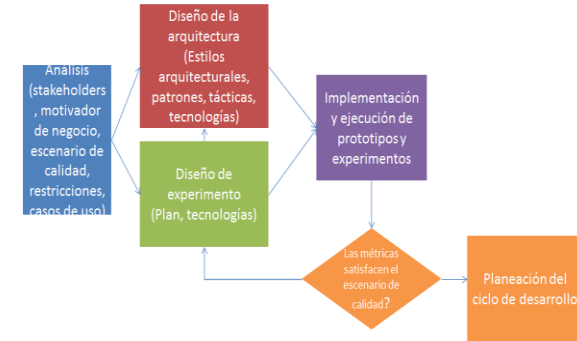 Diseño de la
arquitectura
(Estilos
arquitecturales,
patrones, tácticas,
tecnologías)
Análisis
(stakeholders
, motivador
de negocio,
escenario de
calidad,
restricciones,
casos de uso)
Diseño de
experimento
(Plan, tecnologías)
Implementación
y ejecución de
prototipos y
experimentos
Las métricas
satisfacen el
escenario de
calidad?
Planeación del
ciclo de desarrollo